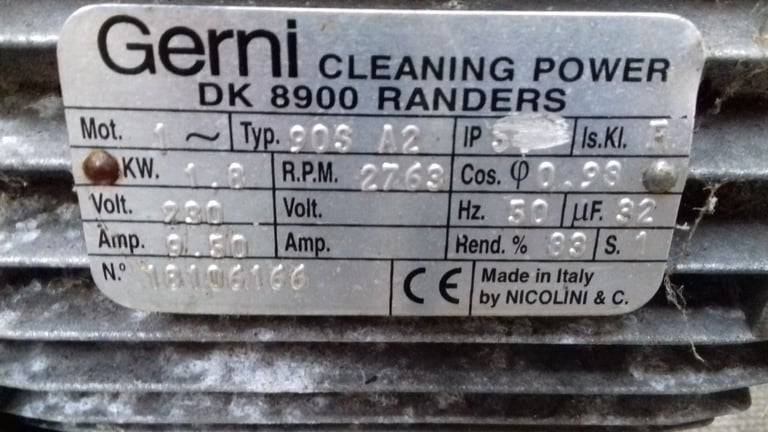 Gerni CLEANING POWER
DK 8900 RANDERS
Mot. 1 ~ Typ. 90S A2 IP 5 Is.Kl. F
KW. 1.8 R.P.M. 2763 Cos. φ 0.98
Volt. 230 Volt. Hz. 50 µF. 32
Amp. 9.50 Amp. Rend. % 83 S. 1
N.º 18106166 CE Made in Italy
by NICOLINI & C.